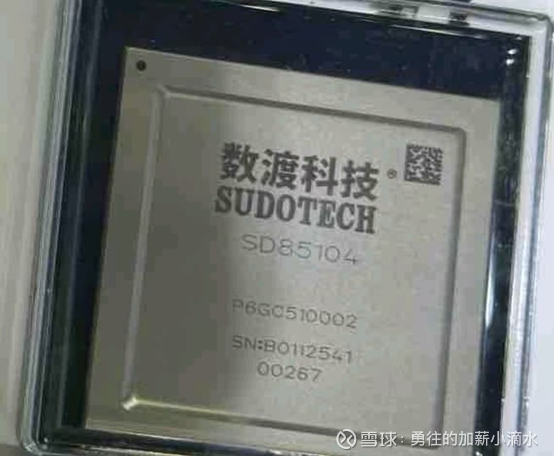 数渡科技®
SUDOTECH
SD85104
P6GC510002
SN:B0112541
00267
雪球：勇往的加薪小滴水